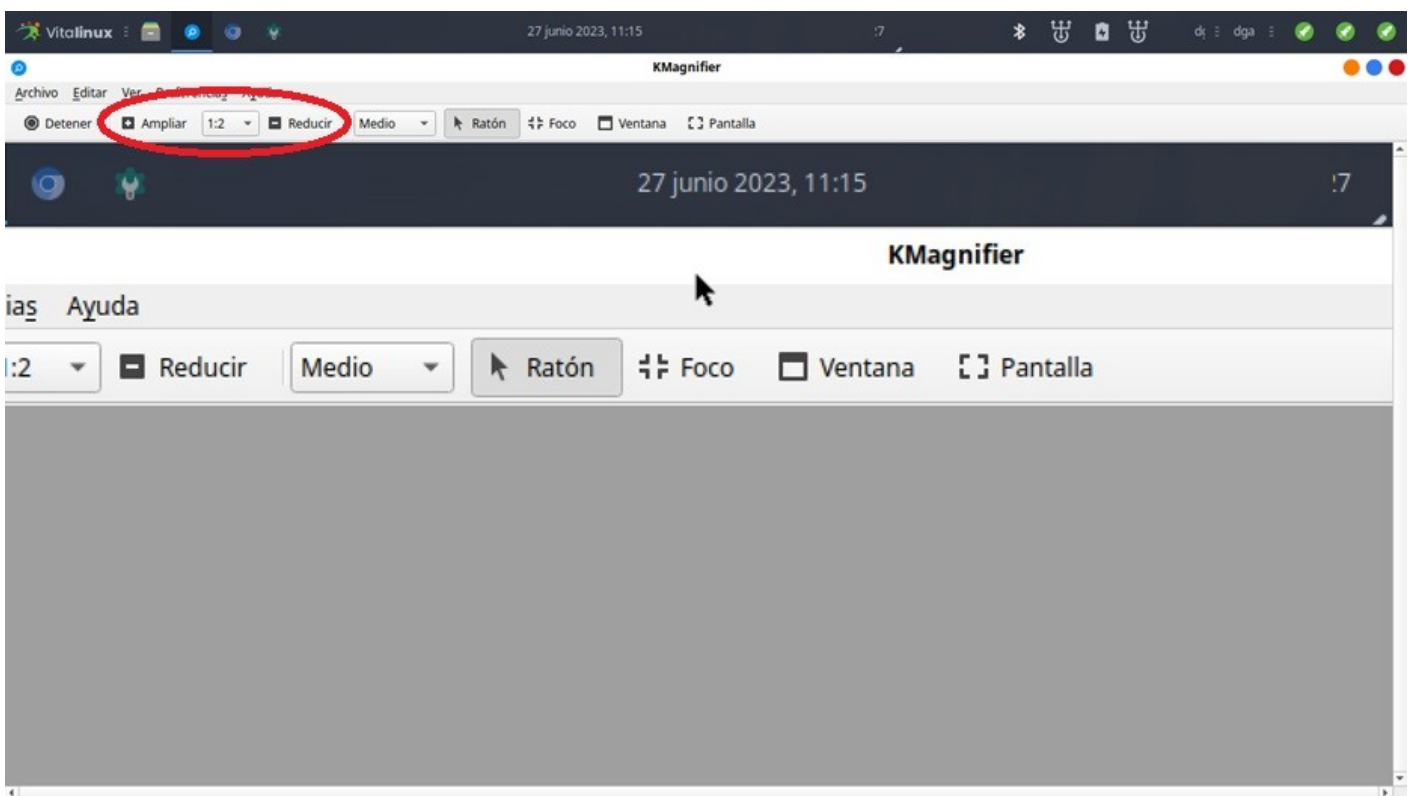 Vitalinux 27 junio 2023, 11:15 :7 dga
KMagnifier
Archivo Editar Ver Preferencias Ayuda
Detener Ampliar 1:2 Reducir Medio Ratón Foco Ventana Pantalla
27 junio 2023, 11:15 :7
KMagnifier
ias Ayuda
:2 Reducir Medio Ratón Foco Ventana Pantalla